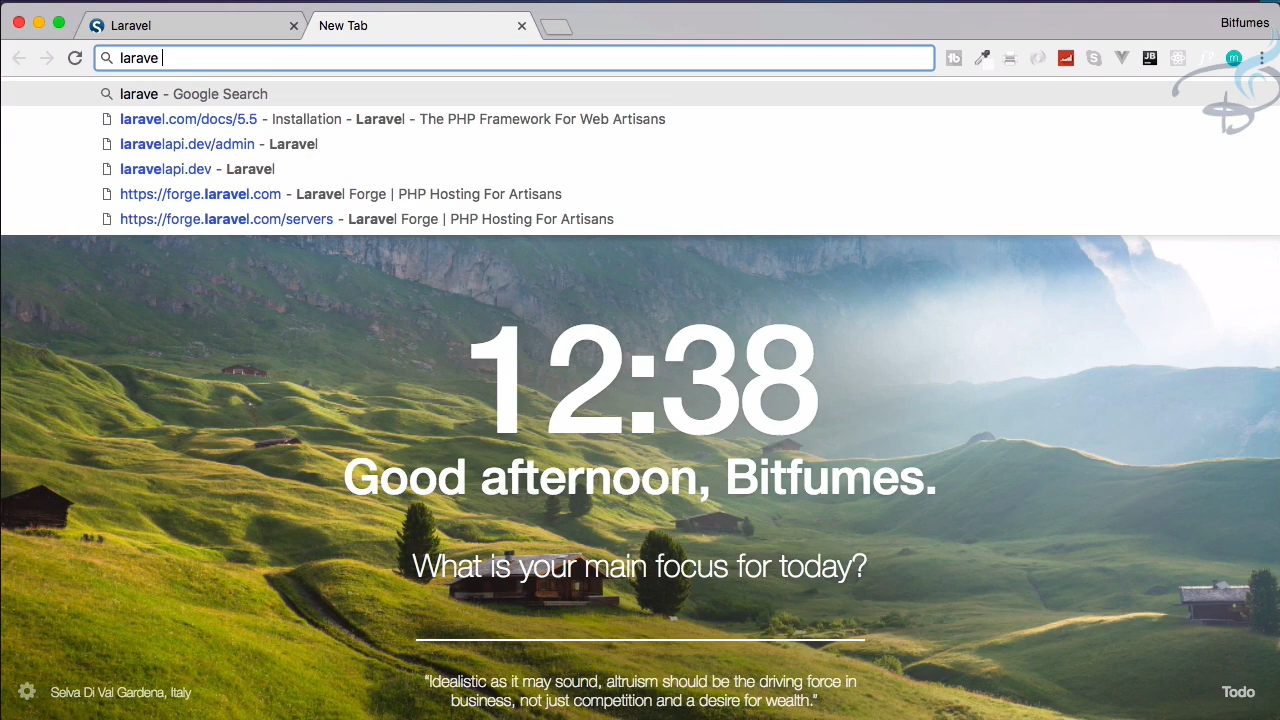 Laravel
New Tab
Bitfumes
larave
larave - Google Search
laravel.com/docs/5.5 - Installation - Laravel - The PHP Framework For Web Artisans
laravelapi.dev/admin - Laravel
laravelapi.dev - Laravel
https://forge.laravel.com - Laravel Forge | PHP Hosting For Artisans
https://forge.laravel.com/servers - Laravel Forge | PHP Hosting For Artisans
12:38
Good afternoon, Bitfumes.
What is your main focus for today?
Selva Di Val Gardena, Italy
“Idealistic as it may sound, altruism should be the driving force in
business, not just competition and a desire for wealth.”
Todo